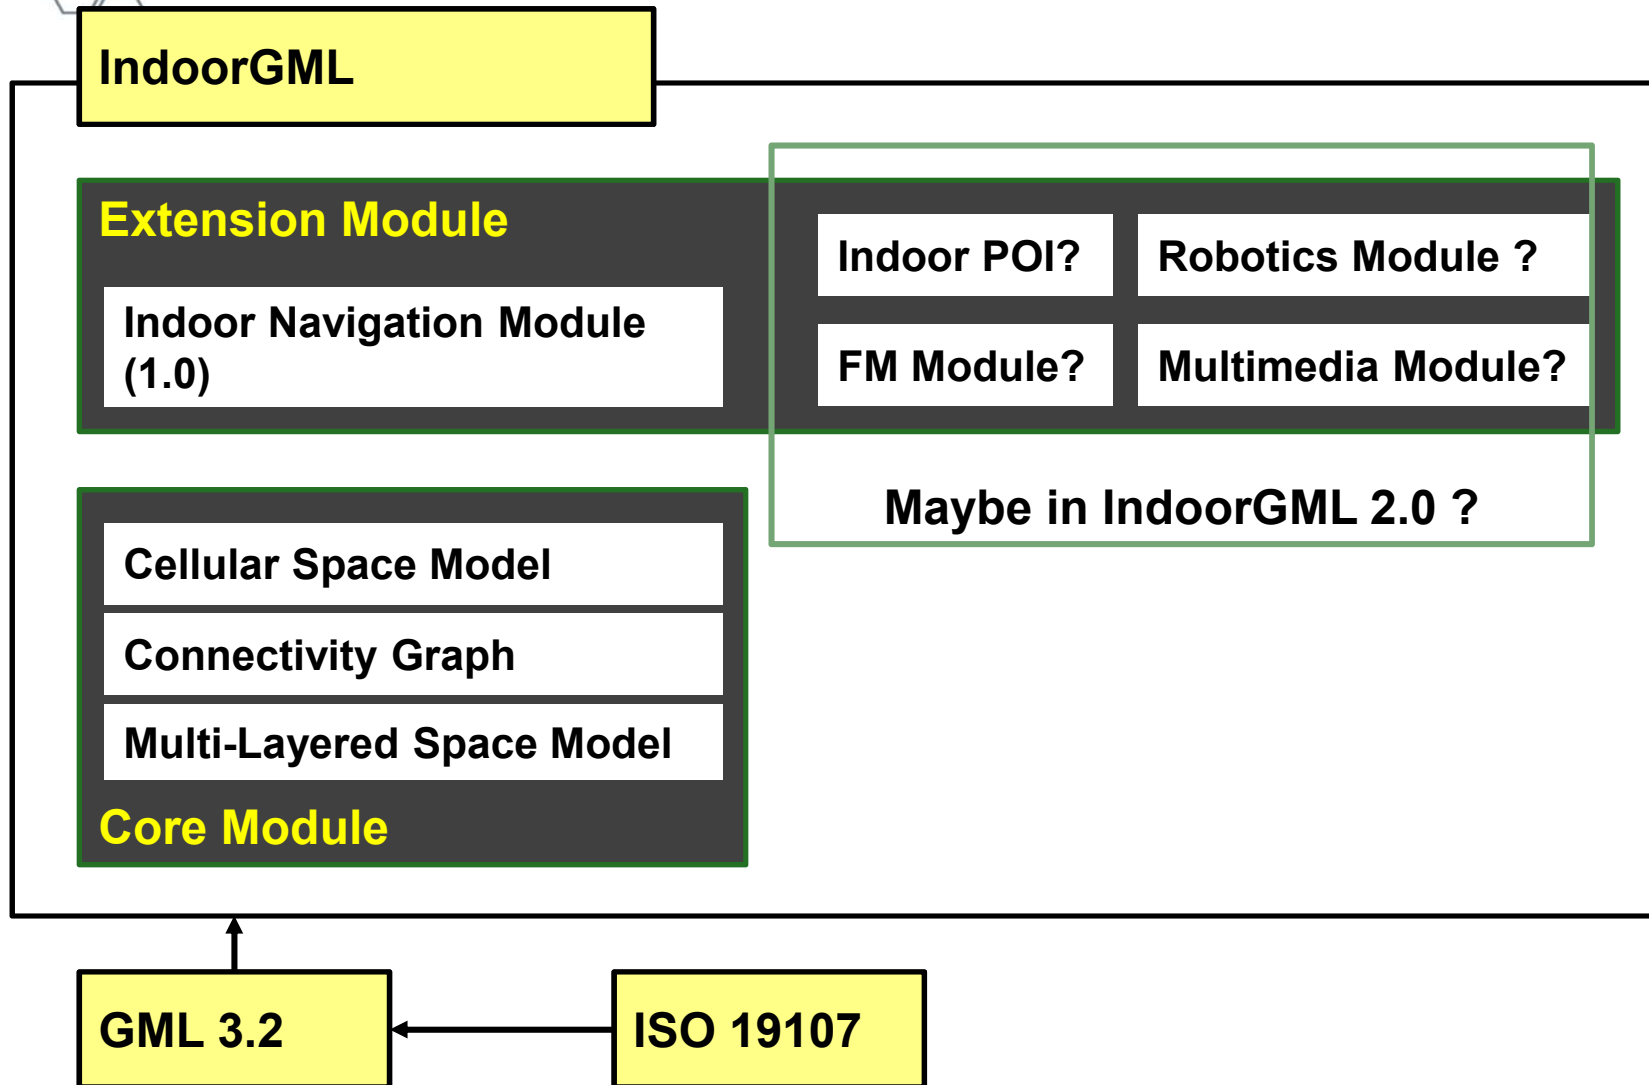 IndoorGML
Extension Module
Indoor Navigation Module
(1.0)
Indoor POI?
Robotics Module ?
FM Module?
Multimedia Module?
Maybe in IndoorGML 2.0 ?
Cellular Space Model
Connectivity Graph
Multi-Layered Space Model
Core Module
GML 3.2
ISO 19107